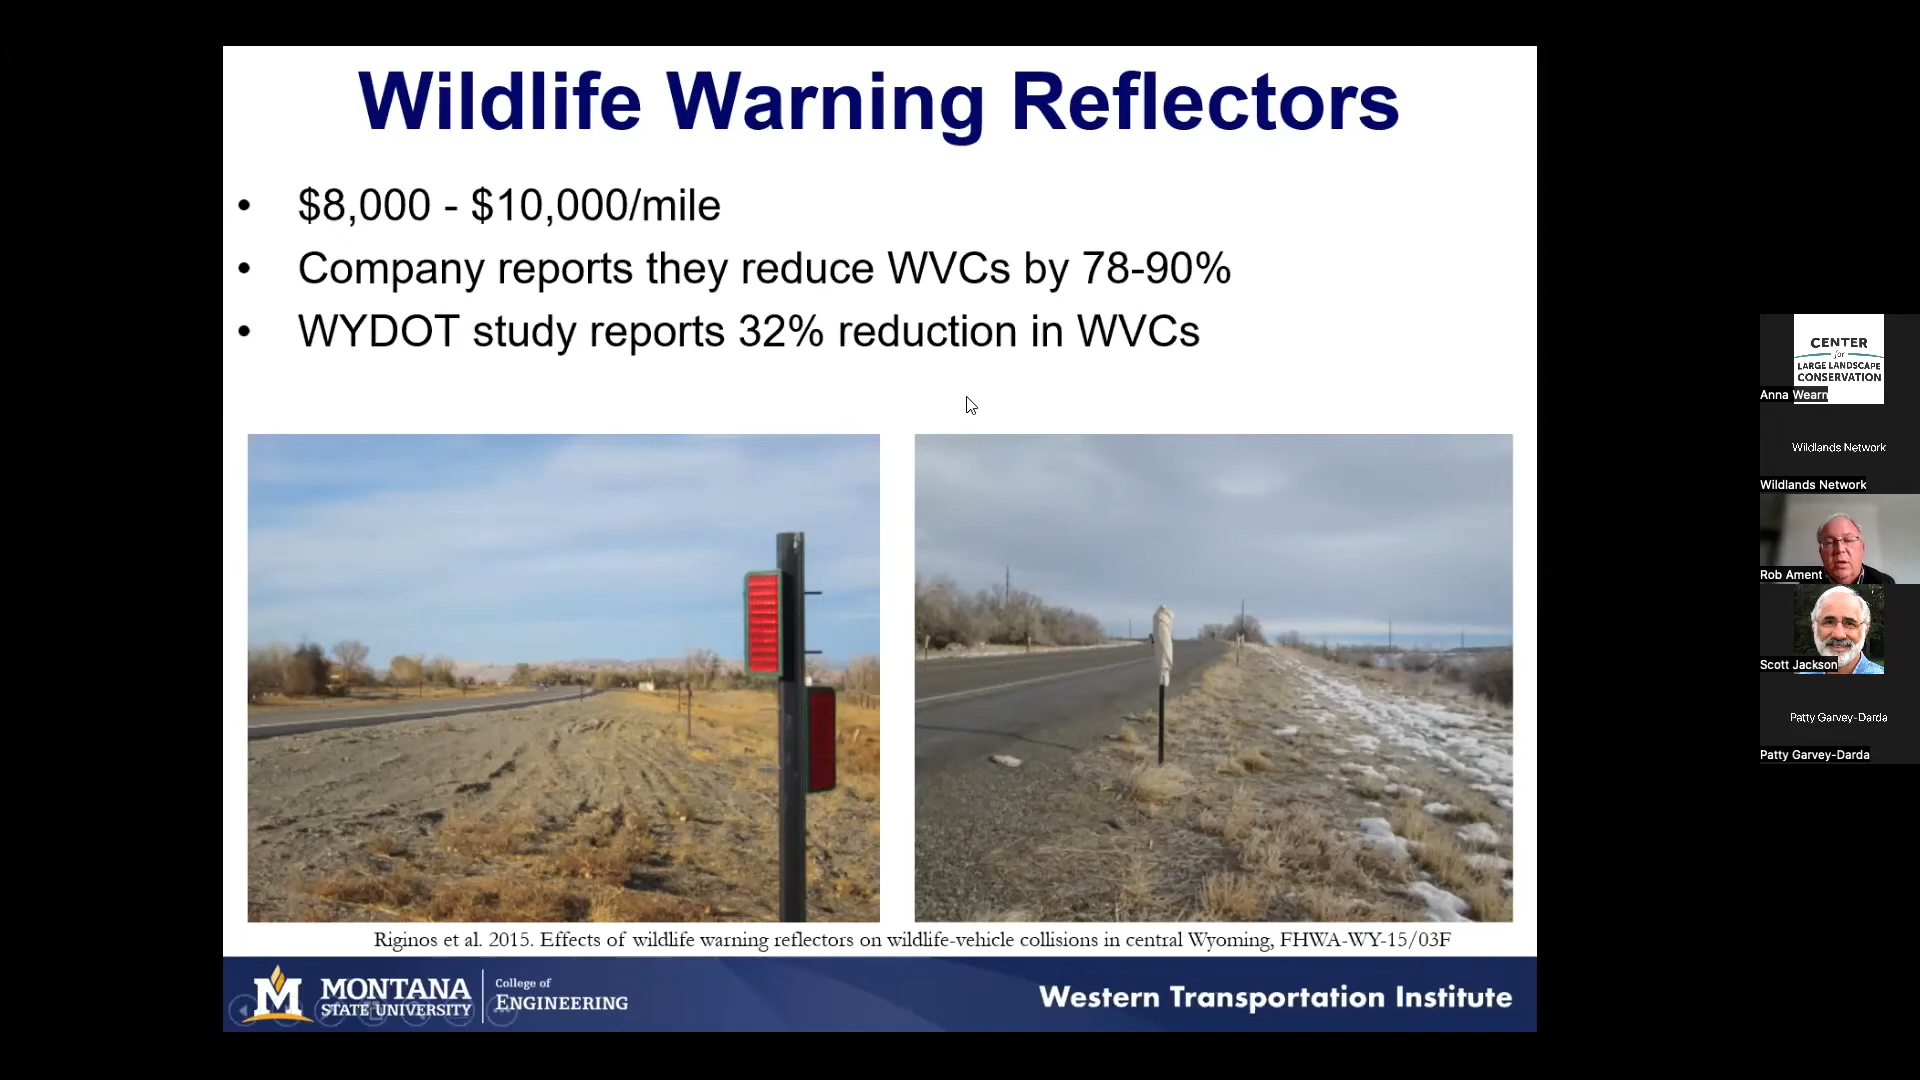 Wildlife Warning Reflectors
• $8,000 - $10,000/mile
• Company reports they reduce WVCs by 78-90%
• WYDOT study reports 32% reduction in WVCs
Riginos et al. 2015. Effects of wildlife warning reflectors on wildlife-vehicle collisions in central Wyoming, FHWA-WY-15/03F
M MONTANA
STATE UNIVERSITY
College of
ENGINEERING
Western Transportation Institute
CENTER
for
LARGE LANDSCAPE
CONSERVATION
Anna Wearn
Wildlands Network
Wildlands Network
Rob Ament
Scott Jackson
Patty Garvey-Darda
Patty Garvey-Darda